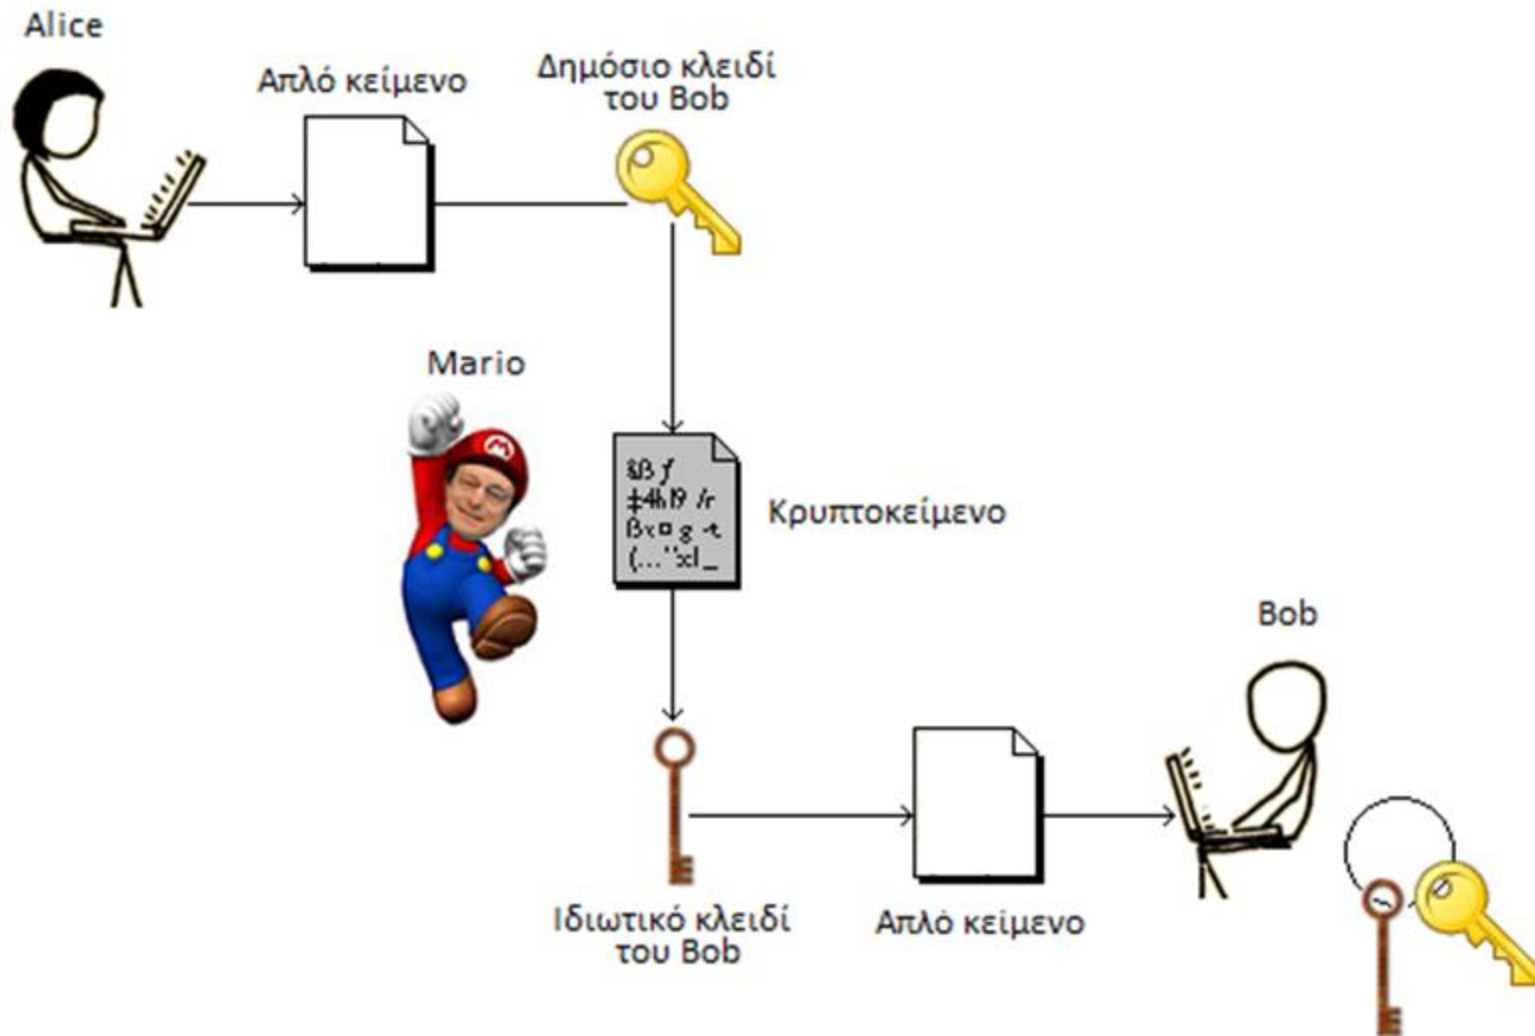 Alice
Απλό κείμενο
Δημόσιο κλειδί
του Bob
Mario
M
Κρυπτοκείμενο
Bob
Ιδιωτικό κλειδί
του Bob
Απλό κείμενο